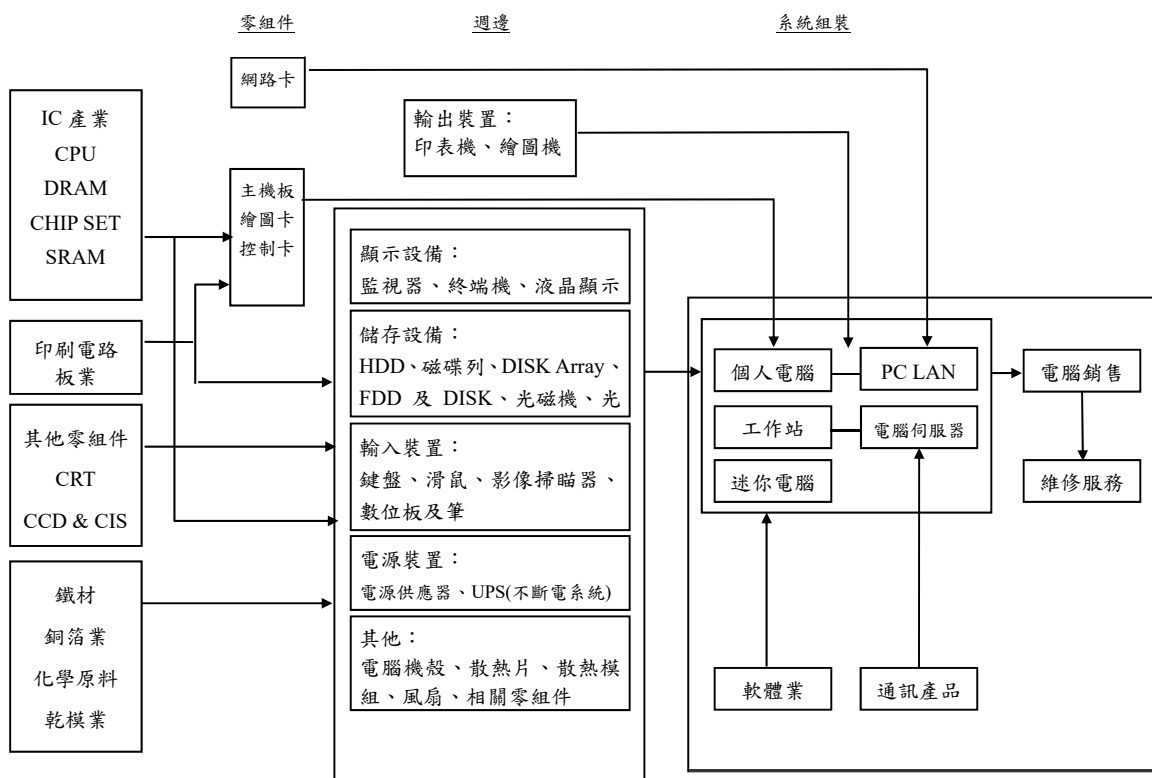 零組件
週邊
系統組裝
網路卡
IC 產業
CPU
DRAM
CHIP SET
SRAM
輸出裝置：
印表機、繪圖機
主機板
繪圖卡
控制卡
印刷電路
板業
其他零組件
CRT
CCD & CIS
鐵材
銅箔業
化學原料
乾模業
顯示設備：
監視器、終端機、液晶顯示
儲存設備：
HDD、磁碟列、DISK Array、
FDD 及 DISK、光磁機、光
輸入裝置：
鍵盤、滑鼠、影像掃瞄器、
數位板及筆
電源裝置：
電源供應器、UPS(不斷電系統)
其他：
電腦機殼、散熱片、散熱模
組、風扇、相關零組件
個人電腦
PC LAN
工作站
電腦伺服器
迷你電腦
電腦銷售
維修服務
軟體業
通訊產品